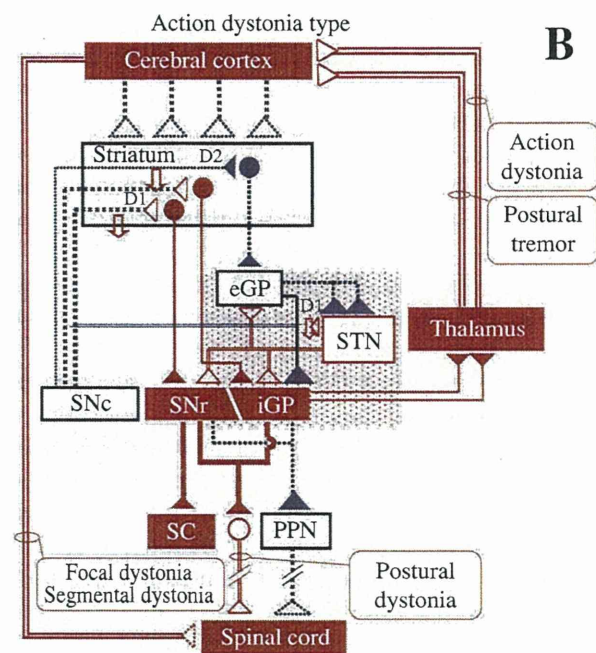 Action dystonia type
B
Cerebral cortex
Striatum
D2
D1
Action
dystonia
Postural
tremor
eGP
D1
STN
Thalamus
SNc
SNr
iGP
SC
PPN
Focal dystonia
Segmental dystonia
Postural
dystonia
Spinal cord